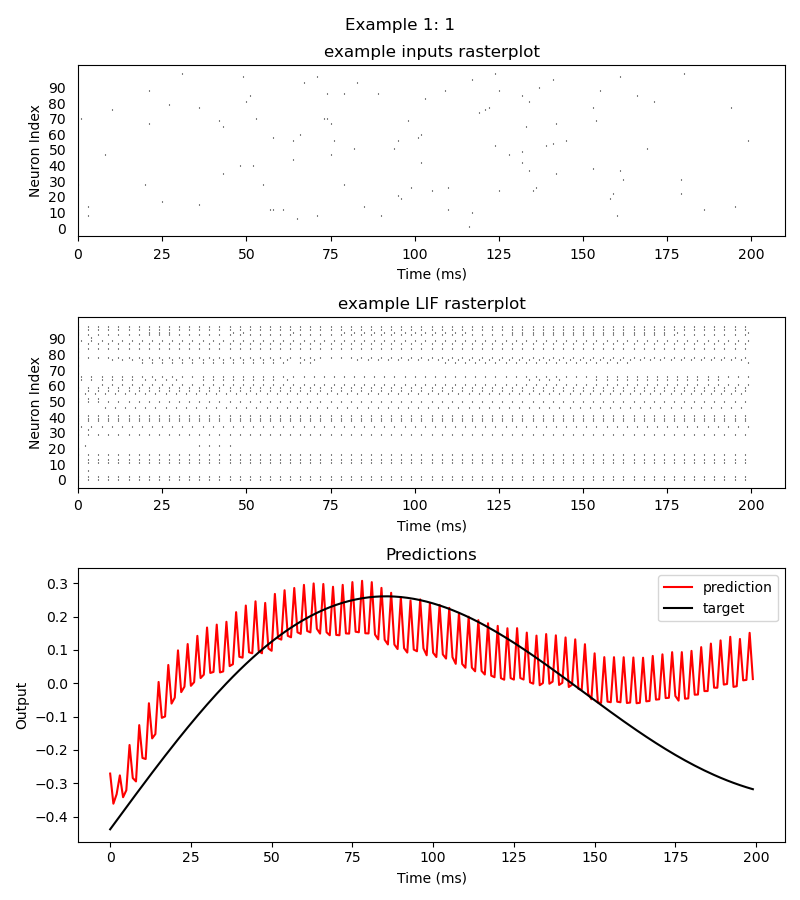 Example 1: 1
example inputs rasterplot
Neuron Index
90
80
70
60
50
40
30
20
10
0
0 25 50 75 100 125 150 175 200
Time (ms)
example LIF rasterplot
Neuron Index
90
80
70
60
50
40
30
20
10
0
0 25 50 75 100 125 150 175 200
Time (ms)
Predictions
Output
0.3
0.2
0.1
0.0
−0.1
−0.2
−0.3
−0.4
prediction
target
0 25 50 75 100 125 150 175 200
Time (ms)